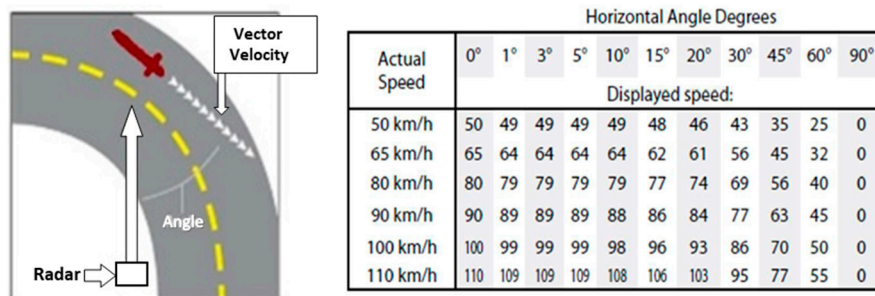 Vector
Velocity
Angle
Radar
Horizontal Angle Degrees
Actual
Speed
0° 1° 3° 5° 10° 15° 20° 30° 45° 60° 90°
Displayed speed:
50 km/h 50 49 49 49 49 48 46 43 35 25 0
65 km/h 65 64 64 64 64 62 61 56 45 32 0
80 km/h 80 79 79 79 79 77 74 69 56 40 0
90 km/h 90 89 89 89 88 86 84 77 63 45 0
100 km/h 100 99 99 99 98 96 93 86 70 50 0
110 km/h 110 109 109 109 108 106 103 95 77 55 0